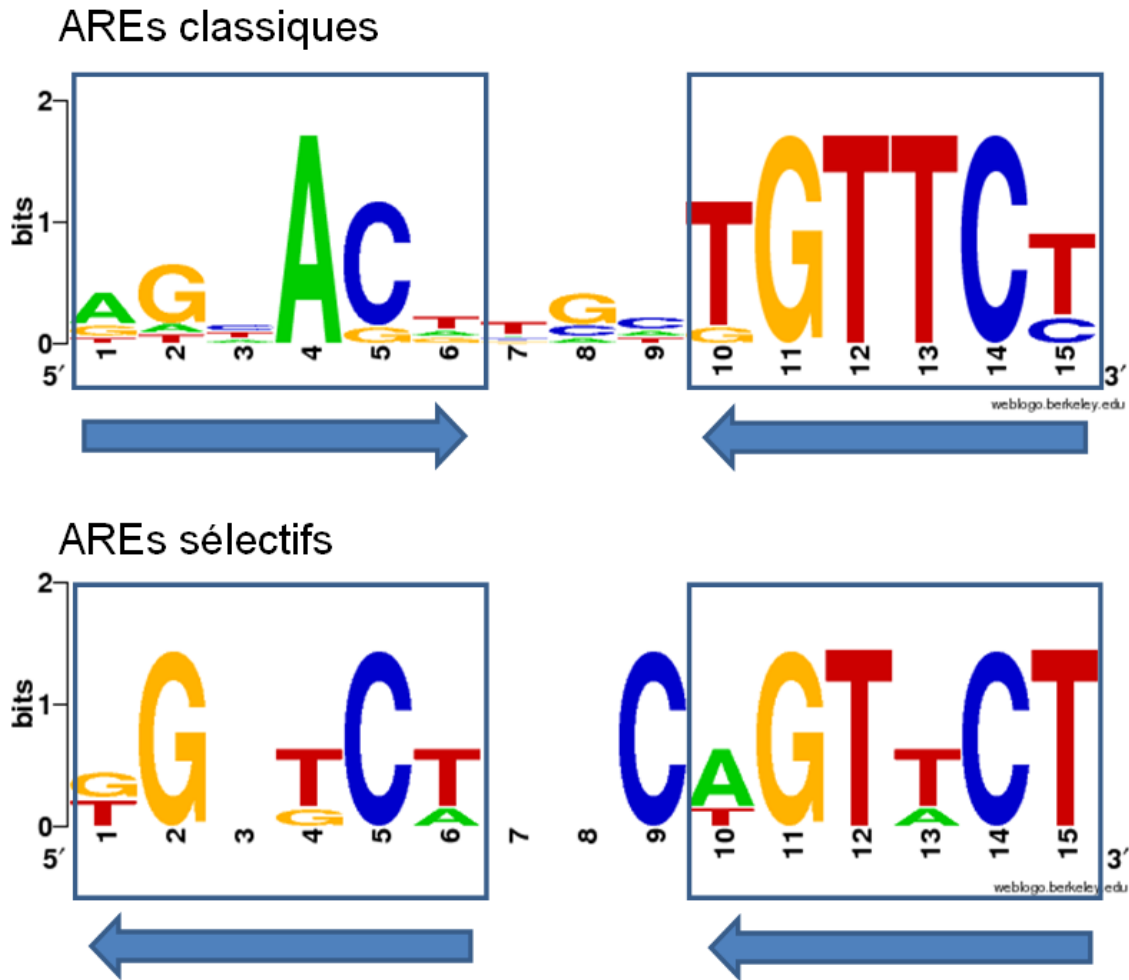 AREs classiques
2
1
0
bits
A G A C T T G C T G T T C T
G A C T G A T C A G C
T T T A G A T
5′ 1 2 3 4 5 6 7 8 9 10 11 12 13 14 15 3′
weblogo.berkeley.edu
AREs sélectifs
2
1
0
bits
G G T C T C A G T T C T
T G A T A
5′ 1 2 3 4 5 6 7 8 9 10 11 12 13 14 15 3′
weblogo.berkeley.edu